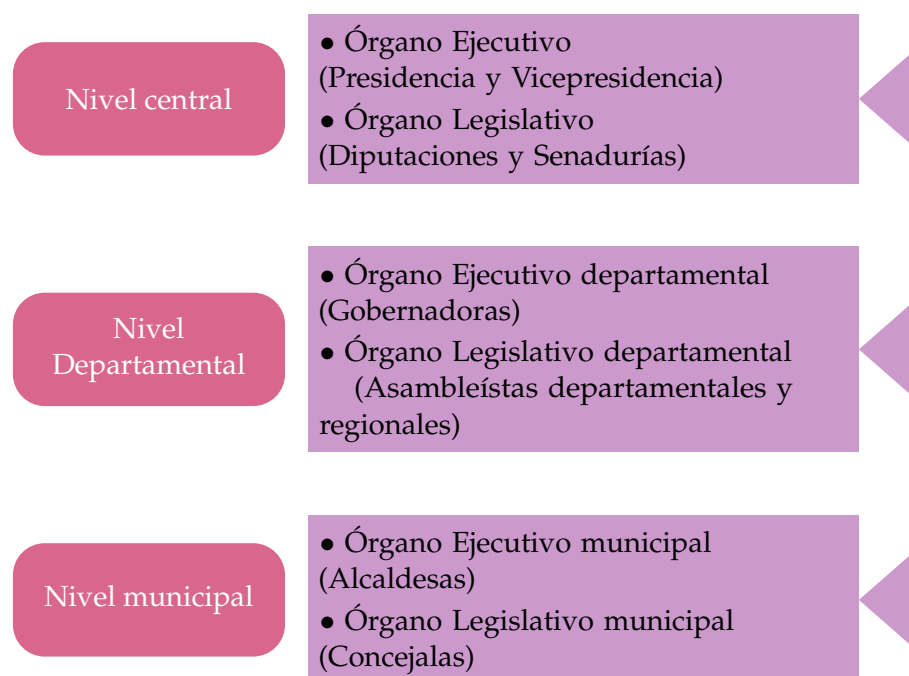 Nivel central
• Órgano Ejecutivo
(Presidencia y Vicepresidencia)
• Órgano Legislativo
(Diputaciones y Senadurías)
Nivel
Departamental
• Órgano Ejecutivo departamental
(Gobernadoras)
• Órgano Legislativo departamental
(Asambleístas departamentales y
regionales)
Nivel municipal
• Órgano Ejecutivo municipal
(Alcaldesas)
• Órgano Legislativo municipal
(Concejalas)